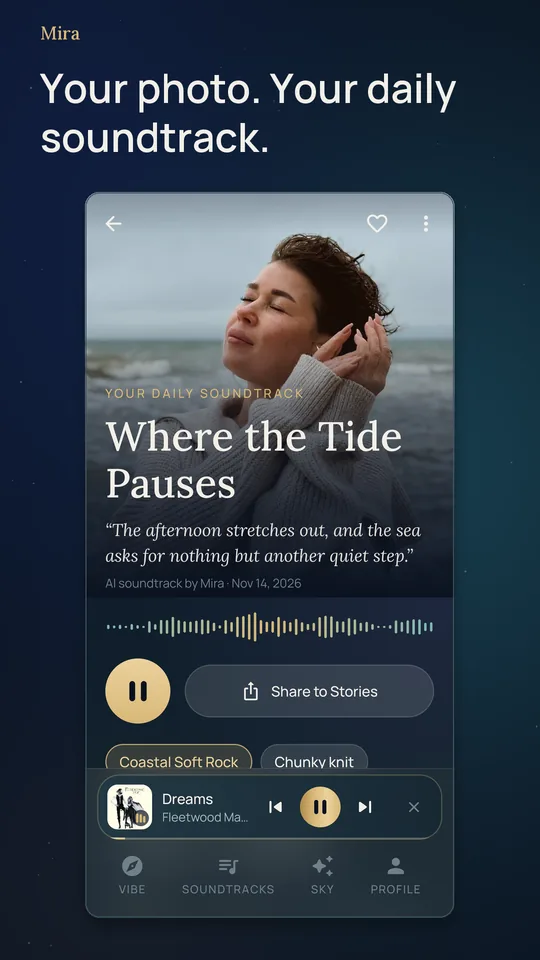 Mira
Your photo. Your daily
soundtrack.
YOUR DAILY SOUNDTRACK
Where the Tide
Pauses
“The afternoon stretches out, and the sea
asks for nothing but another quiet step.”
AI soundtrack by Mira · Nov 14, 2026
Share to Stories
Coastal Soft Rock
Chunky knit
Dreams
Fleetwood Ma...
VIBE
SOUNDTRACKS
SKY
PROFILE